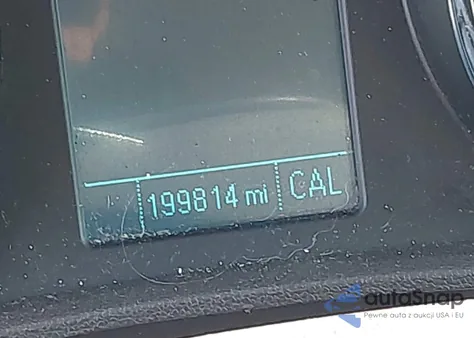 199814 mi CAL
autoSnap
Pewne auta z aukcji USA i EU